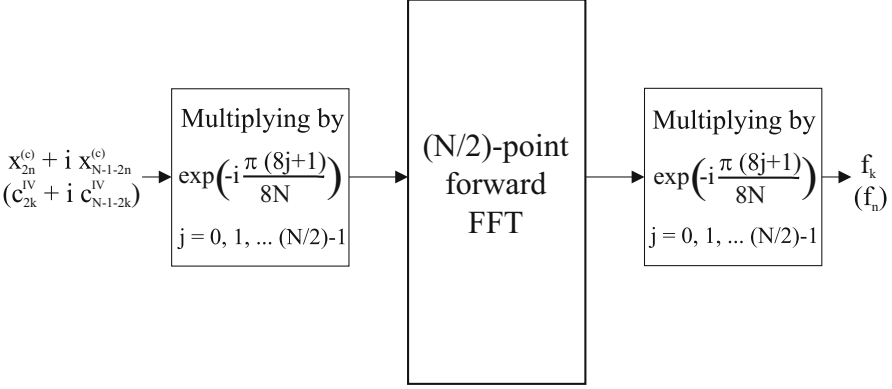 x_{2n}^{(c)} + i x_{N-1-2n}^{(c)}
(c_{2k}^{IV} + i c_{N-1-2k}^{IV})
Multiplying by
exp(-i π (8j+1) / 8N)
j = 0, 1, ... (N/2)-1
(N/2)-point
forward
FFT
Multiplying by
exp(-i π (8j+1) / 8N)
j = 0, 1, ... (N/2)-1
f_k
(f_n)